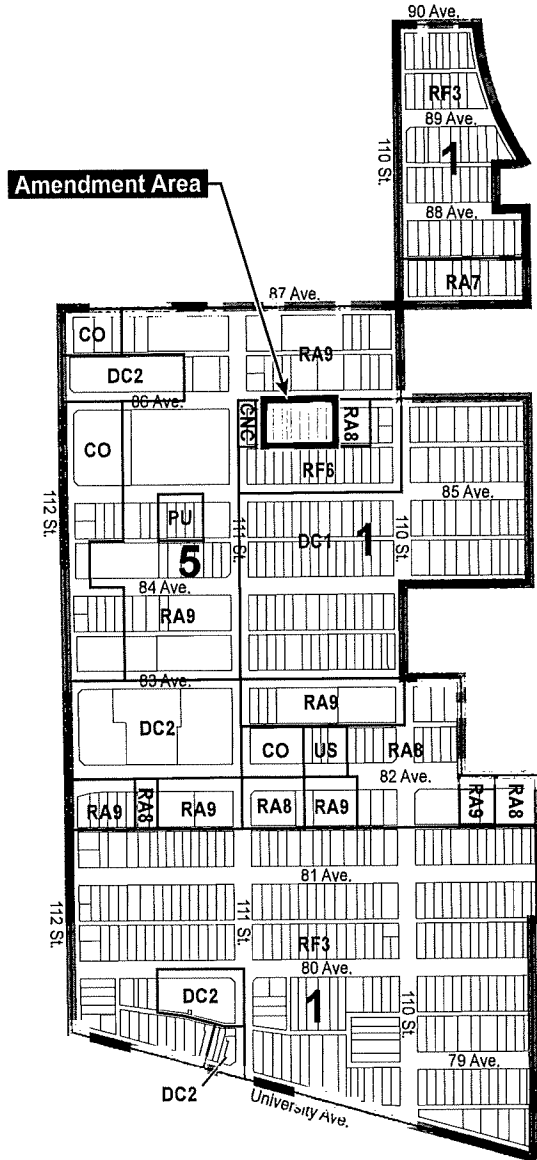 90 Ave.
RF3
89 Ave.
1
110 St.
Amendment Area
88 Ave.
RA7
87 Ave.
CO
RA9
DC2
86 Ave.
CNC
RA8
CO
RF6
85 Ave.
112 St.
PU
111 St.
DC1
1
110 St.
5
84 Ave.
RA9
83 Ave.
RA9
DC2
CO
US
RA8
82 Ave.
RA9
RA8
RA9
RA8
RA9
RA9
RA8
81 Ave.
112 St.
111 St.
RF3
80 Ave.
DC2
1
110 St.
79 Ave.
DC2
University Ave.